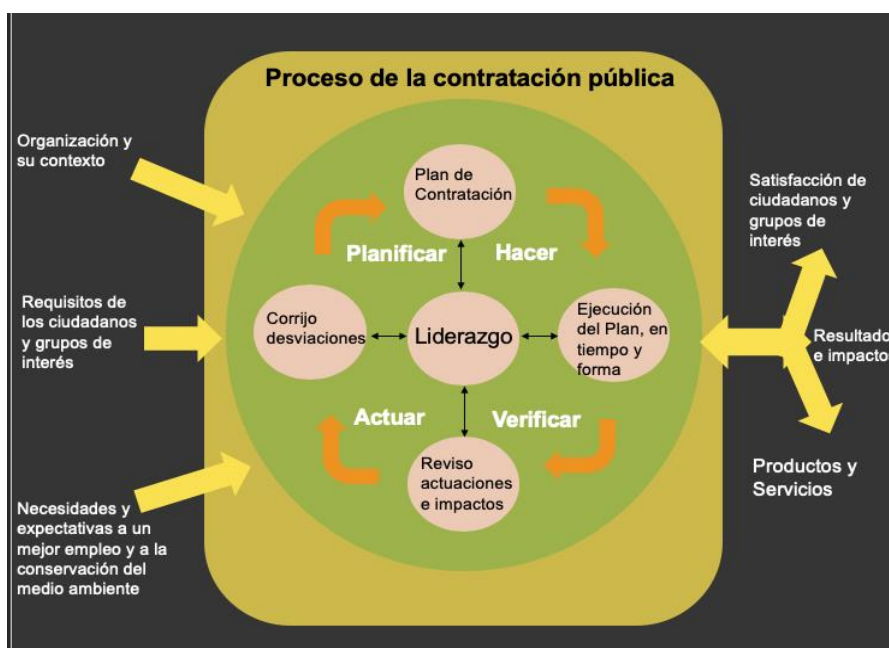 Proceso de la contratación pública
Organización y
su contexto
Requisitos de
los ciudadanos
y grupos de
interés
Necesidades y
expectativas a un
mejor empleo y a la
conservación del
medio ambiente
Plan de
Contratación
Planificar
Hacer
Corrijo
desviaciones
Liderazgo
Ejecución
del Plan, en
tiempo y
forma
Actuar
Verificar
Reviso
actuaciones
e impactos
Satisfacción de
ciudadanos y
grupos de
interés
Resultado
e impacto
Productos y
Servicios